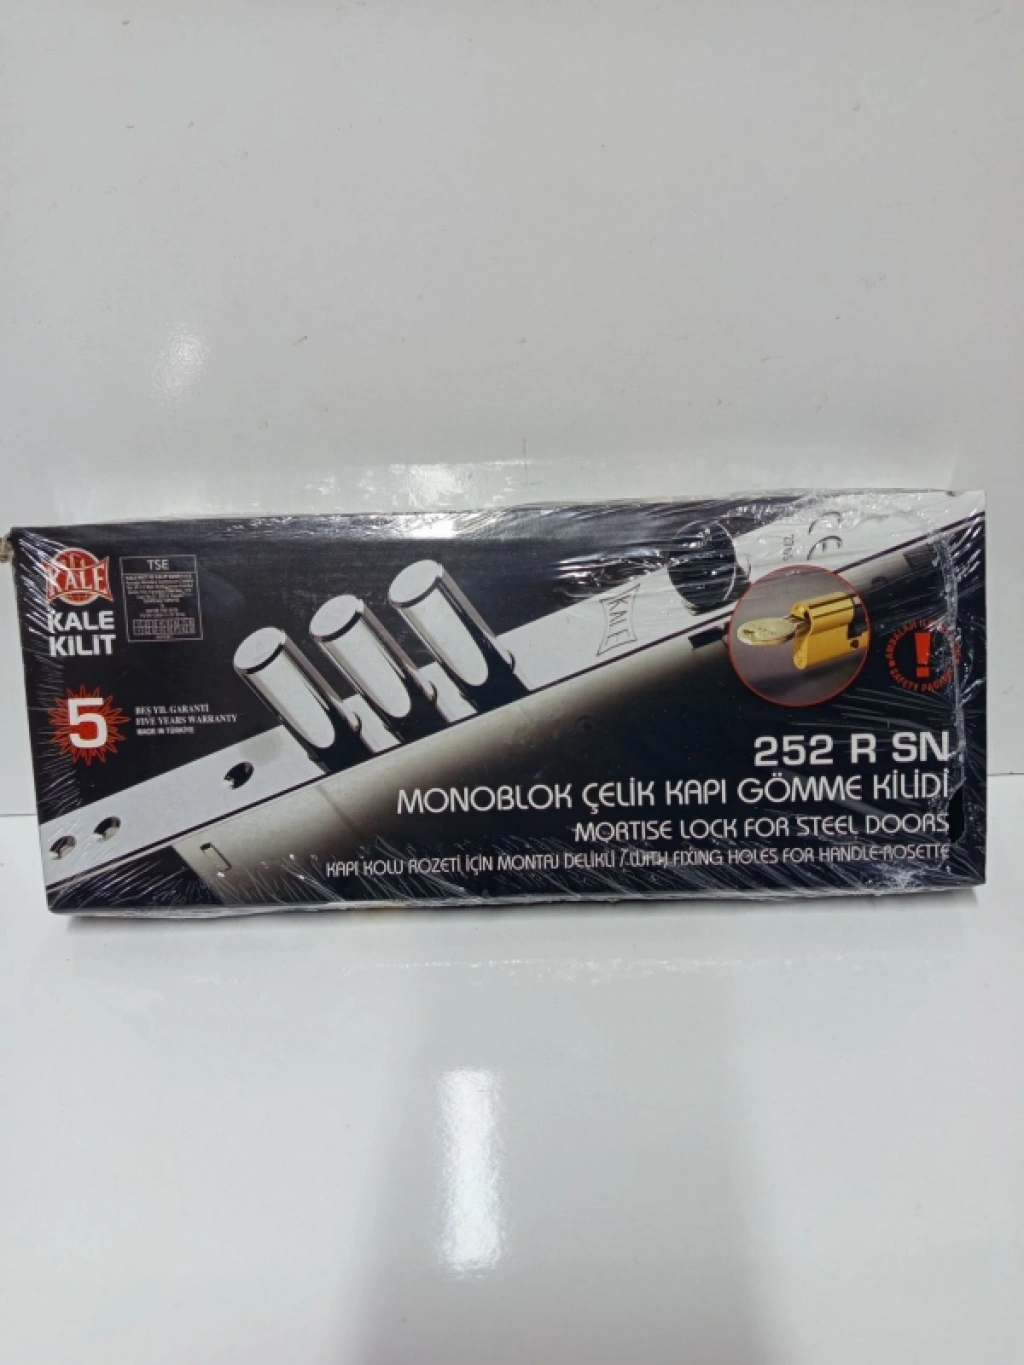 KALE
KALE
KILIT
TSE
5
BEŞ YIL GARANTİ
FIVE YEARS WARRANTY
MADE IN TÜRKİYE
KALE
CE
252 R SN
MONOBLOK ÇELİK KAPI GÖMME KİLİDİ
MORTISE LOCK FOR STEEL DOORS
KAPI KOLU ROZETİ İÇİN MONTAJ DELİKLİ / WITH FIXING HOLES FOR HANDLE-ROSETTE